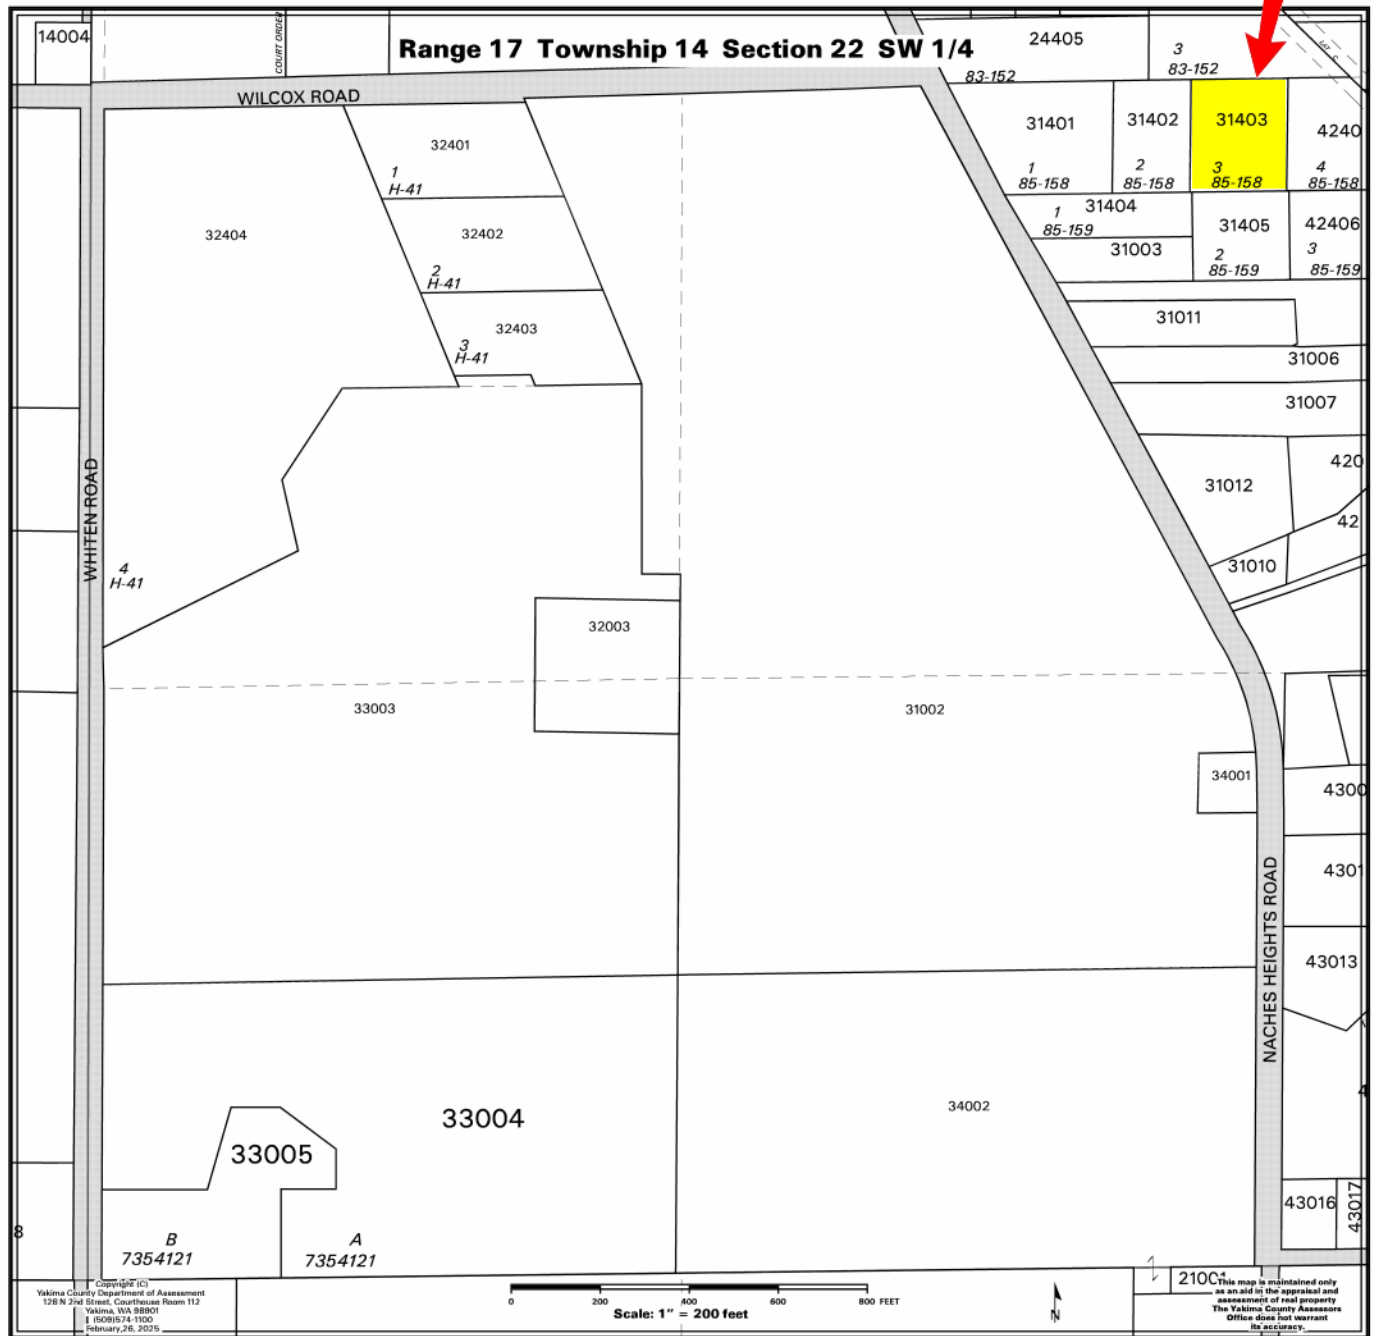 14004
COURT ORDER
Range 17 Township 14 Section 22 SW 1/4
24405
83-152
3
83-152
WILCOX ROAD
31401
1
85-158
31402
2
85-158
31403
3
85-158
4240
4
85-158
32401
1
H-41
32404
32402
2
H-41
32403
3
H-41
1
31404
85-159
31003
31405
2
85-159
42406
3
85-159
31011
31006
31007
420
31012
42
31010
WHITEN ROAD
4
H-41
32003
33003
31002
34001
4300
4301
NACHES HEIGHTS ROAD
43013
4
33004
34002
33005
43016
43017
8
B
7354121
A
7354121
Copyright (C)
Yakima County Department of Assessment
128 N 2nd Street, Courthouse Room 112
Yakima, WA 98901
(509)574-1100
February,26, 2025
0 200 400 600 800 FEET
Scale: 1" = 200 feet
N
This map is maintained only
as an aid in the appraisal and
assessment of real property
The Yakima County Assessors
Office does not warrant
its accuracy.